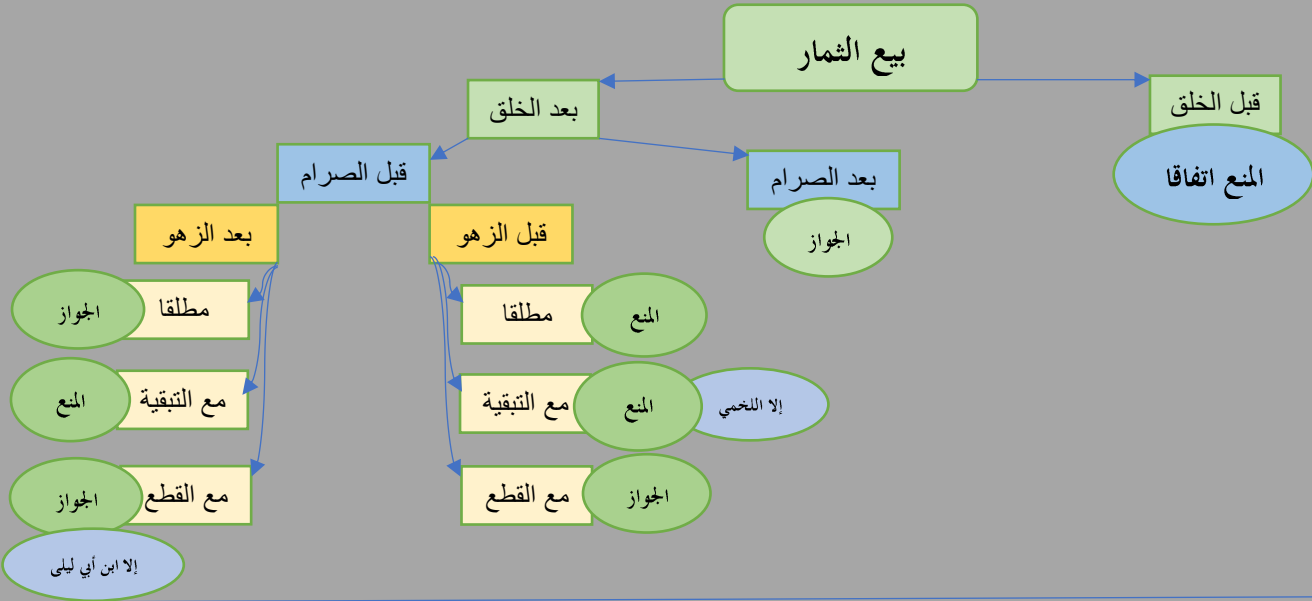 بيع الثمار
قبل الخلق
المنع اتفاقا
بعد الخلق
بعد الصرام
الجواز
قبل الصرام
قبل الزهو
مطلقا
المنع
مع التبقية
المنع
إلا اللخمي
مع القطع
الجواز
بعد الزهو
مطلقا
الجواز
مع التبقية
المنع
مع القطع
الجواز
إلا ابن أبي ليلى